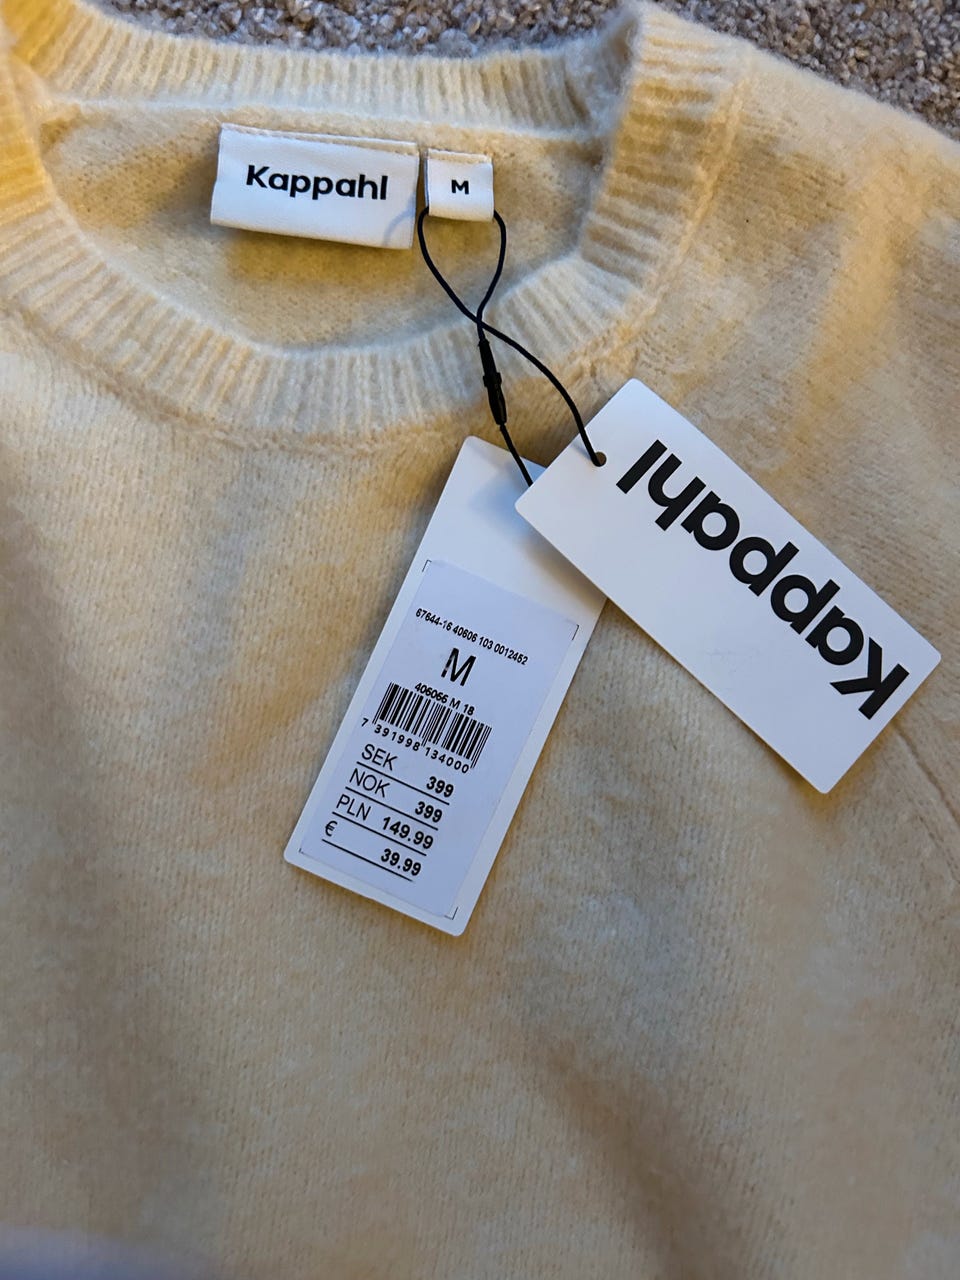 Kappahl
M
Kappahl
67644-16 40606 103 0012452
M
406066 M 18
7 391998 134000
SEK 399
NOK 399
PLN 149.99
€ 39.99